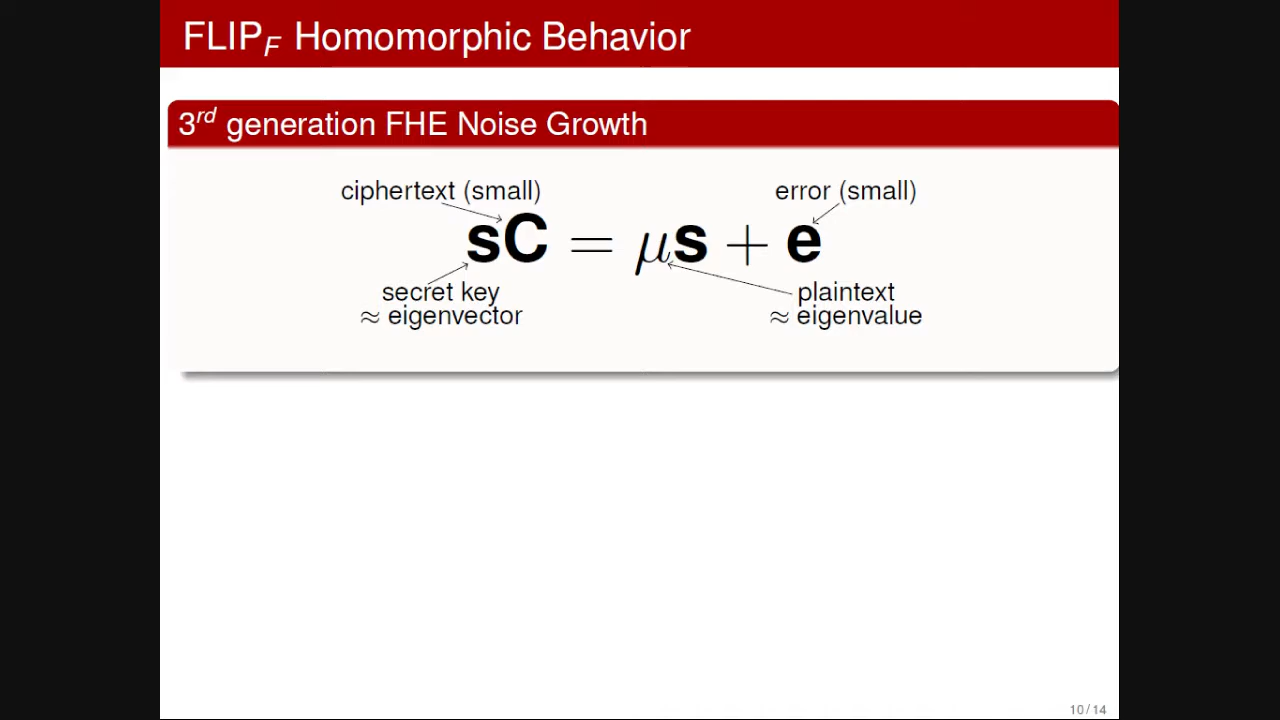 FLIP_F Homomorphic Behavior
3^rd generation FHE Noise Growth
ciphertext (small) error (small)
sC = μs + e
secret key plaintext
≈ eigenvector ≈ eigenvalue
10 / 14